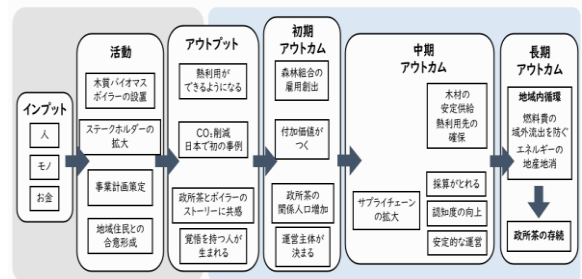 インプット
人
モノ
お金
活動
木質バイオマス
ボイラーの設置
ステークホルダーの
拡大
事業計画策定
地域住民との
合意形成
アウトプット
熱利用が
できるようになる
CO₂削減
日本で初の事例
政所茶とボイラーの
ストーリーに共感
覚悟を持つ人が
生まれる
初期
アウトカム
森林組合の
雇用創出
付加価値が
つく
政所茶の
関係人口増加
運営主体が
決まる
中期
アウトカム
サプライチェーン
の拡大
木材の
安定供給
熱利用先の
確保
採算がとれる
認知度の向上
安定的な運営
長期
アウトカム
地域内循環
燃料費の
域外流出を防ぐ
エネルギーの
地産地消
政所茶の存続